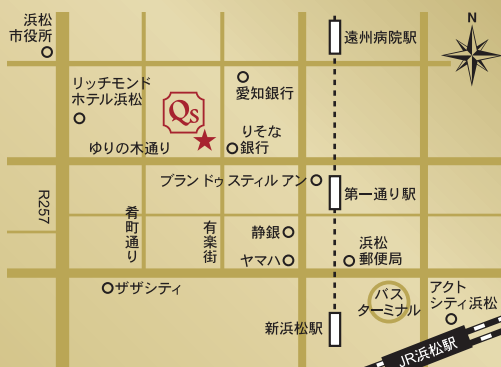 浜松
市役所
遠州病院駅
N
リッチモンド
ホテル浜松
愛知銀行
Qs
りそな
銀行
ゆりの木通り
ブラン ドゥ スティル アン
第一通り駅
R257
肴町通り
有楽街
静銀
ヤマハ
浜松
郵便局
ザザシティ
バス
ターミナル
アクト
シティ浜松
新浜松駅
JR浜松駅